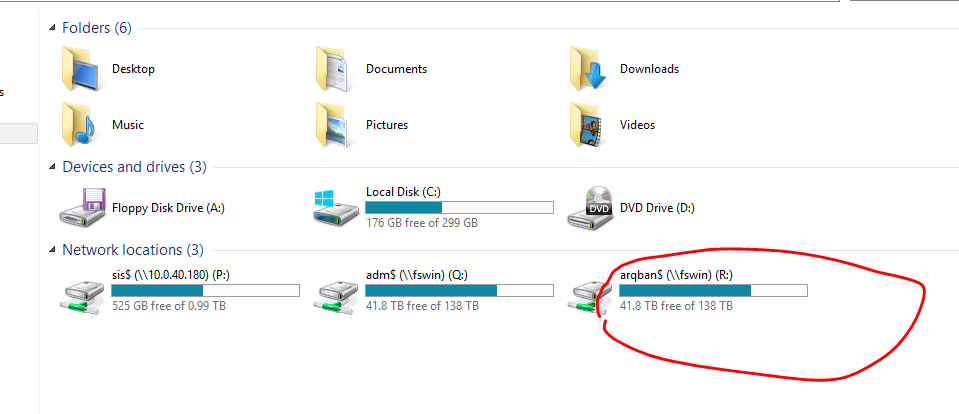 Folders (6)
Desktop
Documents
Downloads
Music
Pictures
Videos
Devices and drives (3)
Floppy Disk Drive (A:)
Local Disk (C:)
176 GB free of 299 GB
DVD
DVD Drive (D:)
Network locations (3)
sis$ (\\10.0.40.180) (P:)
525 GB free of 0.99 TB
adm$ (\\fswin) (Q:)
41.8 TB free of 138 TB
arqban$ (\\fswin) (R:)
41.8 TB free of 138 TB